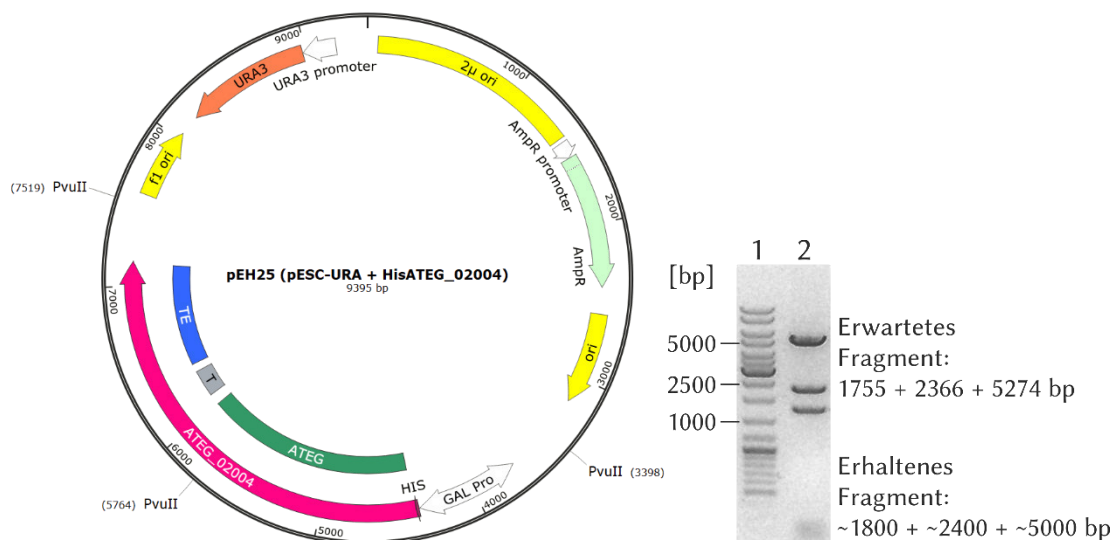 9000
URA3
URA3 promoter
2μ ori
1000
AmpR promoter
8000
f1 ori
2000
(7519) PvuII
AmpR
pEH25 (pESC-URA + HisATEG_02004)
9395 bp
7000
TE
ori
3000
T
ATEG_02004
ATEG
6000
HIS
GAL Pro
PvuII (3398)
(5764) PvuII
4000
5000
1 2
[bp]
5000
2500
1000
Erwartetes
Fragment:
1755 + 2366 + 5274 bp
Erhaltenes
Fragment:
~1800 + ~2400 + ~5000 bp